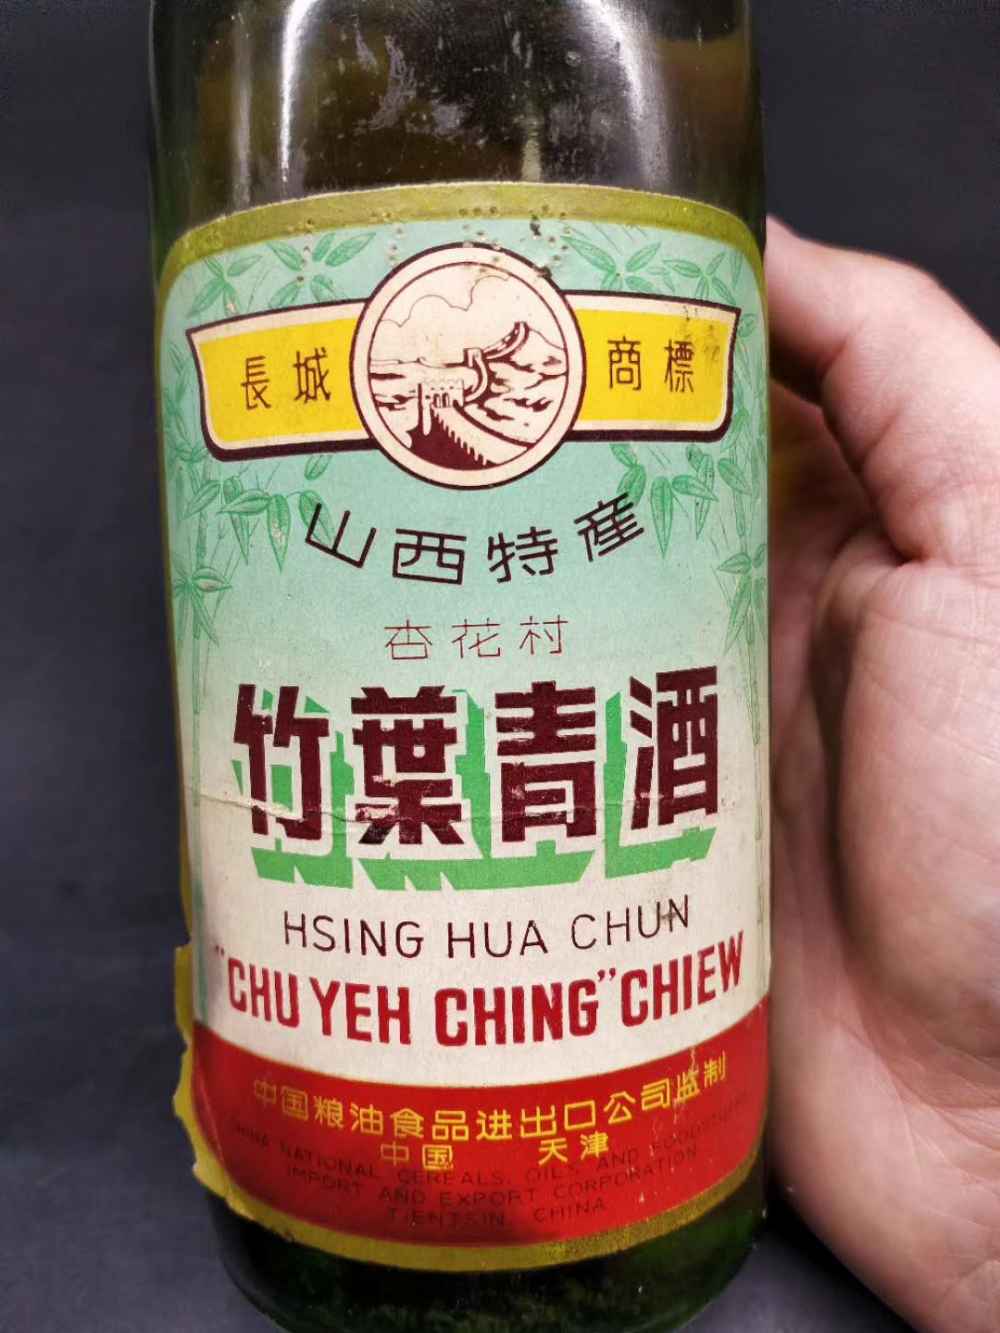 長城 商標
山西特產
杏花村
竹葉青酒
HSING HUA CHUN
"CHU YEH CHING" CHIEW
中国粮油食品进出口公司监制
中国 天津
CHINA NATIONAL CEREALS, OILS AND FOODSTUFFS
IMPORT AND EXPORT CORPORATION
TIENTSIN, CHINA